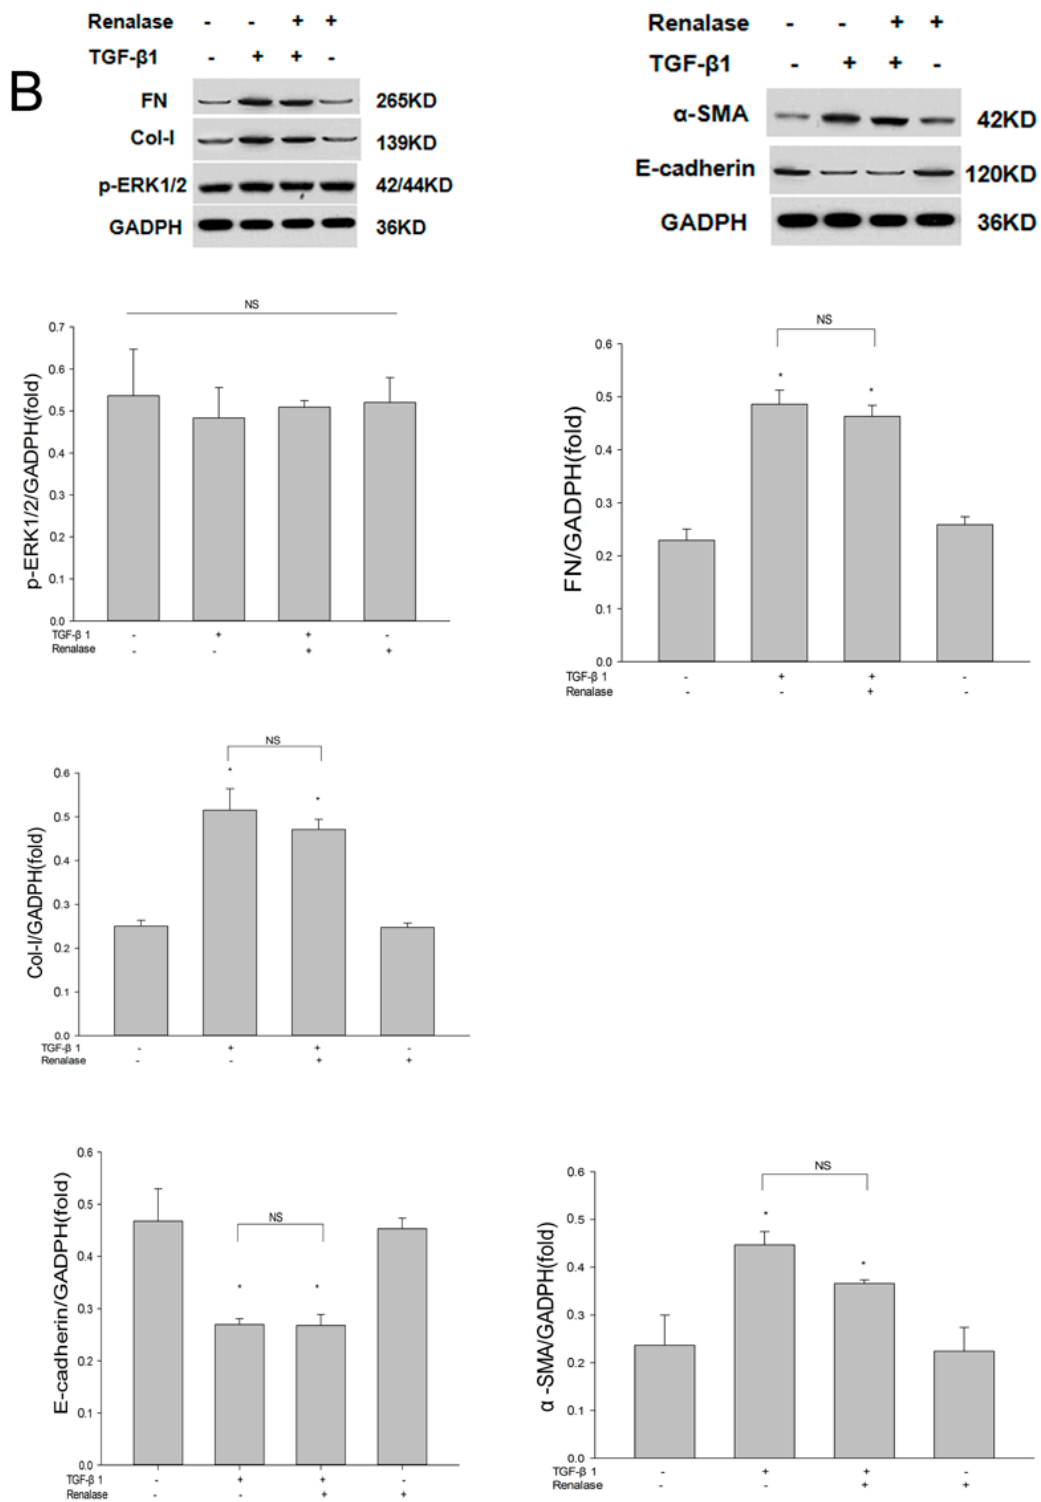 B
Renalase - - + +
TGF-β1 - + + -
FN 265KD
Col-I 139KD
p-ERK1/2 42/44KD
GADPH 36KD
Renalase - - + +
TGF-β1 - + + -
α-SMA 42KD
E-cadherin 120KD
GADPH 36KD
NS
p-ERK1/2/GADPH(fold)
0.7
0.6
0.5
0.4
0.3
0.2
0.1
0.0
TGF-β 1 - + + -
Renalase - - + +
NS
FN/GADPH(fold)
0.6
0.5
0.4
0.3
0.2
0.1
0.0
* *
TGF-β 1 - + + -
Renalase - - + -
NS
Col-I/GADPH(fold)
0.6
0.5
0.4
0.3
0.2
0.1
0.0
* *
TGF-β 1 - + + -
Renalase - - + +
NS
E-cadherin/GADPH(fold)
0.6
0.5
0.4
0.3
0.2
0.1
0.0
* *
TGF-β 1 - + + -
Renalase - - + +
NS
α -SMA/GADPH(fold)
0.6
0.5
0.4
0.3
0.2
0.1
0.0
* *
TGF-β 1 - + + -
Renalase - - + +